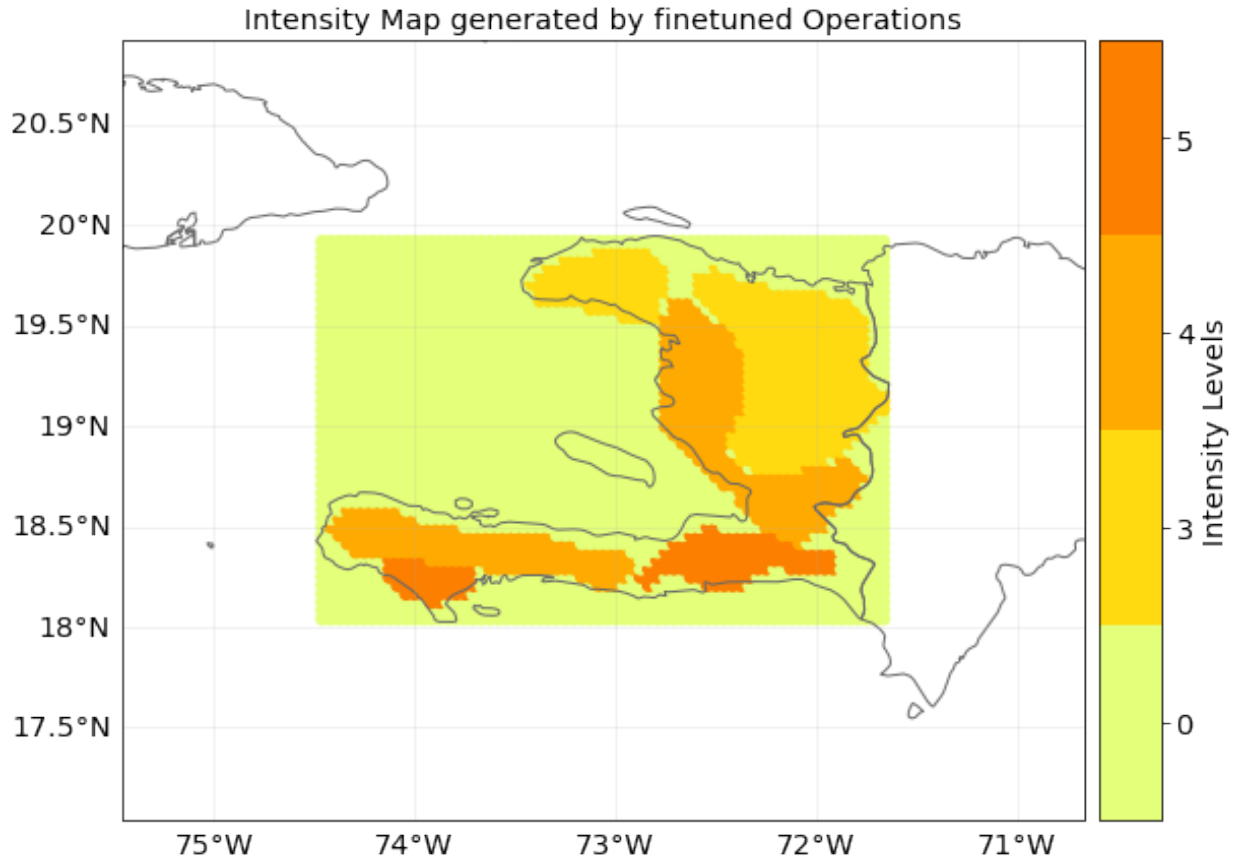 Intensity Map generated by finetuned Operations
20.5°N
20°N
19.5°N
19°N
18.5°N
18°N
17.5°N
75°W 74°W 73°W 72°W 71°W
5
4
3
0
Intensity Levels